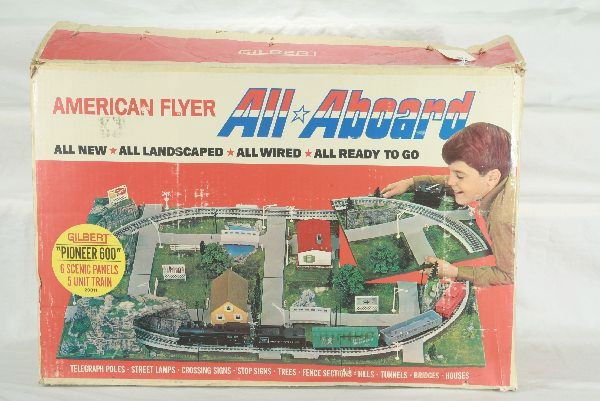 GILBERT
AMERICAN FLYER All★Aboard
ALL NEW ★ ALL LANDSCAPED ★ ALL WIRED ★ ALL READY TO GO
GILBERT
"PIONEER 600"
6 SCENIC PANELS
5 UNIT TRAIN
TELEGRAPH POLES · STREET LAMPS · CROSSING SIGNS · STOP SIGNS · TREES · FENCE SECTIONS · HILLS · TUNNELS · BRIDGES · HOUSES